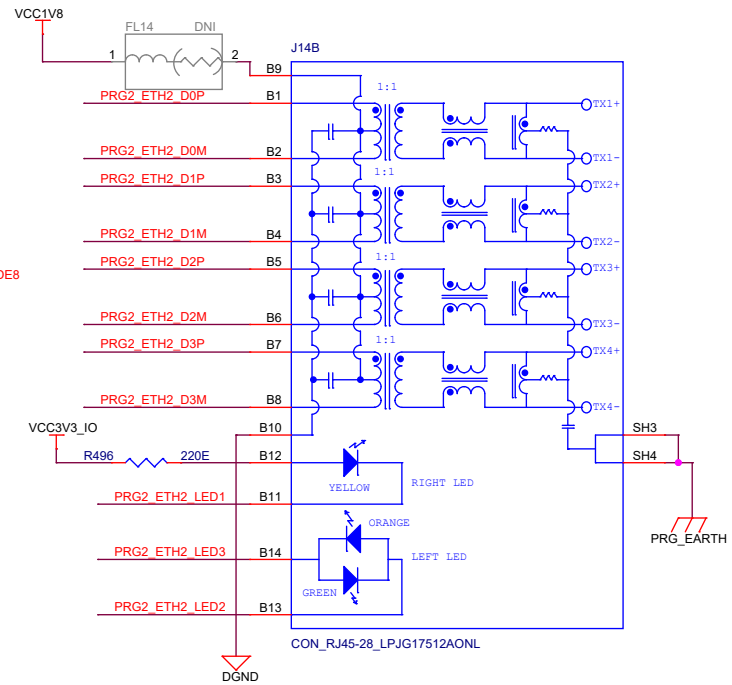 VCC1V8
FL14 DNI
1 2
J14B
B9
1:1
PRG2_ETH2_D0P B1 TX1+
PRG2_ETH2_D0M B2 TX1-
1:1
PRG2_ETH2_D1P B3 TX2+
PRG2_ETH2_D1M B4 TX2-
1:1
PRG2_ETH2_D2P B5 TX3+
DE8
PRG2_ETH2_D2M B6 TX3-
1:1
PRG2_ETH2_D3P B7 TX4+
PRG2_ETH2_D3M B8 TX4-
VCC3V3_IO B10 SH3
R496 220E B12 SH4
YELLOW RIGHT LED
PRG2_ETH2_LED1 B11
ORANGE
PRG_EARTH
PRG2_ETH2_LED3 B14 LEFT LED
GREEN
PRG2_ETH2_LED2 B13
CON_RJ45-28_LPJG17512AONL
DGND